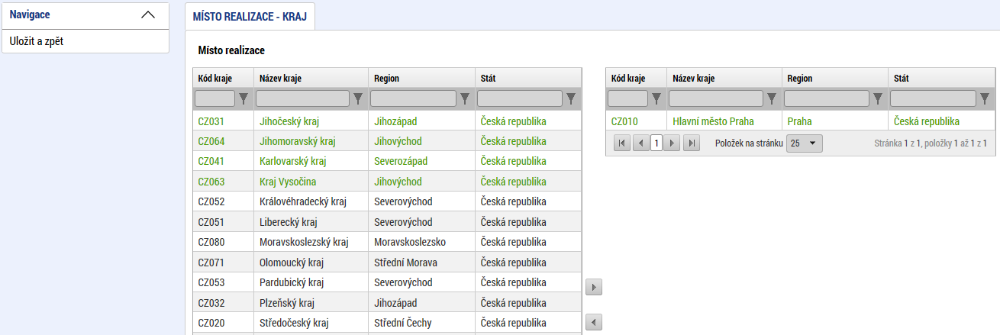 Navigace
Uložit a zpět
MÍSTO REALIZACE - KRAJ
Místo realizace
Kód kraje Název kraje Region Stát
CZ031 Jihočeský kraj Jihozápad Česká republika
CZ064 Jihomoravský kraj Jihovýchod Česká republika
CZ041 Karlovarský kraj Severozápad Česká republika
CZ063 Kraj Vysočina Jihovýchod Česká republika
CZ052 Královéhradecký kraj Severovýchod Česká republika
CZ051 Liberecký kraj Severovýchod Česká republika
CZ080 Moravskoslezský kraj Moravskoslezsko Česká republika
CZ071 Olomoucký kraj Střední Morava Česká republika
CZ053 Pardubický kraj Severovýchod Česká republika
CZ032 Plzeňský kraj Jihozápad Česká republika
CZ020 Středočeský kraj Střední Čechy Česká republika
Kód kraje Název kraje Region Stát
CZ010 Hlavní město Praha Praha Česká republika
1 Položek na stránku 25 Stránka 1 z 1, položky 1 až 1 z 1